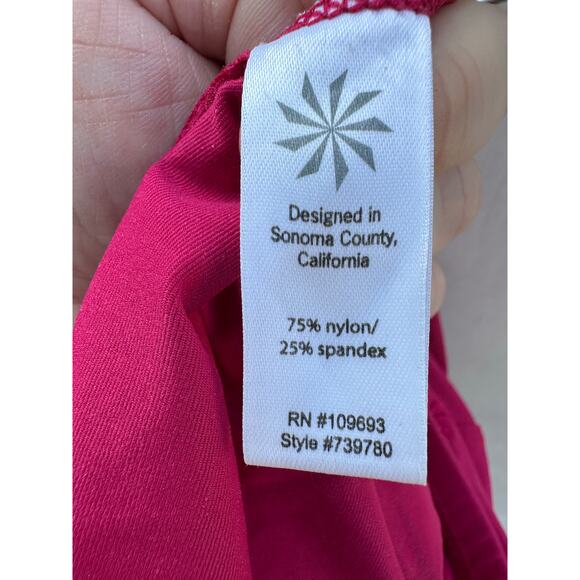 Designed in
Sonoma County,
California
75% nylon/
25% spandex
RN #109693
Style #739780